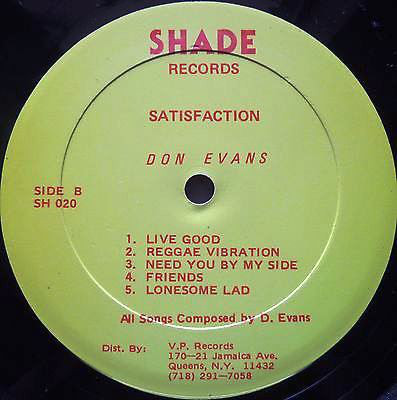 SHADE
RECORDS
SATISFACTION
DON EVANS
SIDE B
SH 020
1. LIVE GOOD
2. REGGAE VIBRATION
3. NEED YOU BY MY SIDE
4. FRIENDS
5. LONESOME LAD
All Songs Composed by D. Evans
Dist. By: V.P. Records
170—21 Jamaica Ave.
Queens, N.Y. 11432
(718) 291—7058